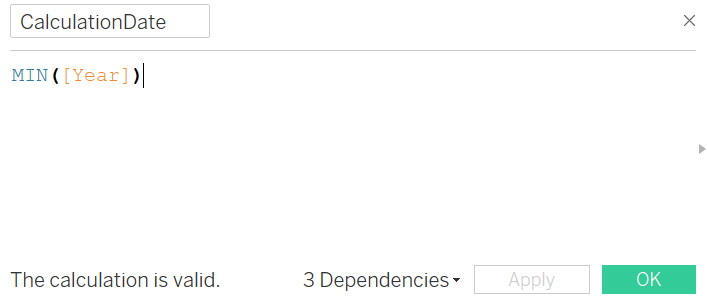 CalculationDate
MIN([Year])
The calculation is valid.
3 Dependencies
Apply
OK